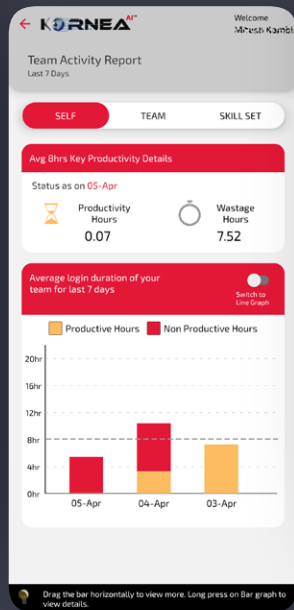 ← KORNEA AI™
Welcome
Mitesh Kambl
Team Activity Report
Last 7 Days
SELF TEAM SKILL SET
Avg 8hrs Key Productivity Details
Status as on 05-Apr
Productivity Hours
0.07
Wastage Hours
7.52
Average login duration of your
team for last 7 days
Switch to
Line Graph
Productive Hours Non Productive Hours
20hr
16hr
12hr
8hr
4hr
0hr
05-Apr 04-Apr 03-Apr
Drag the bar horizontally to view more. Long press on Bar graph to
view details.